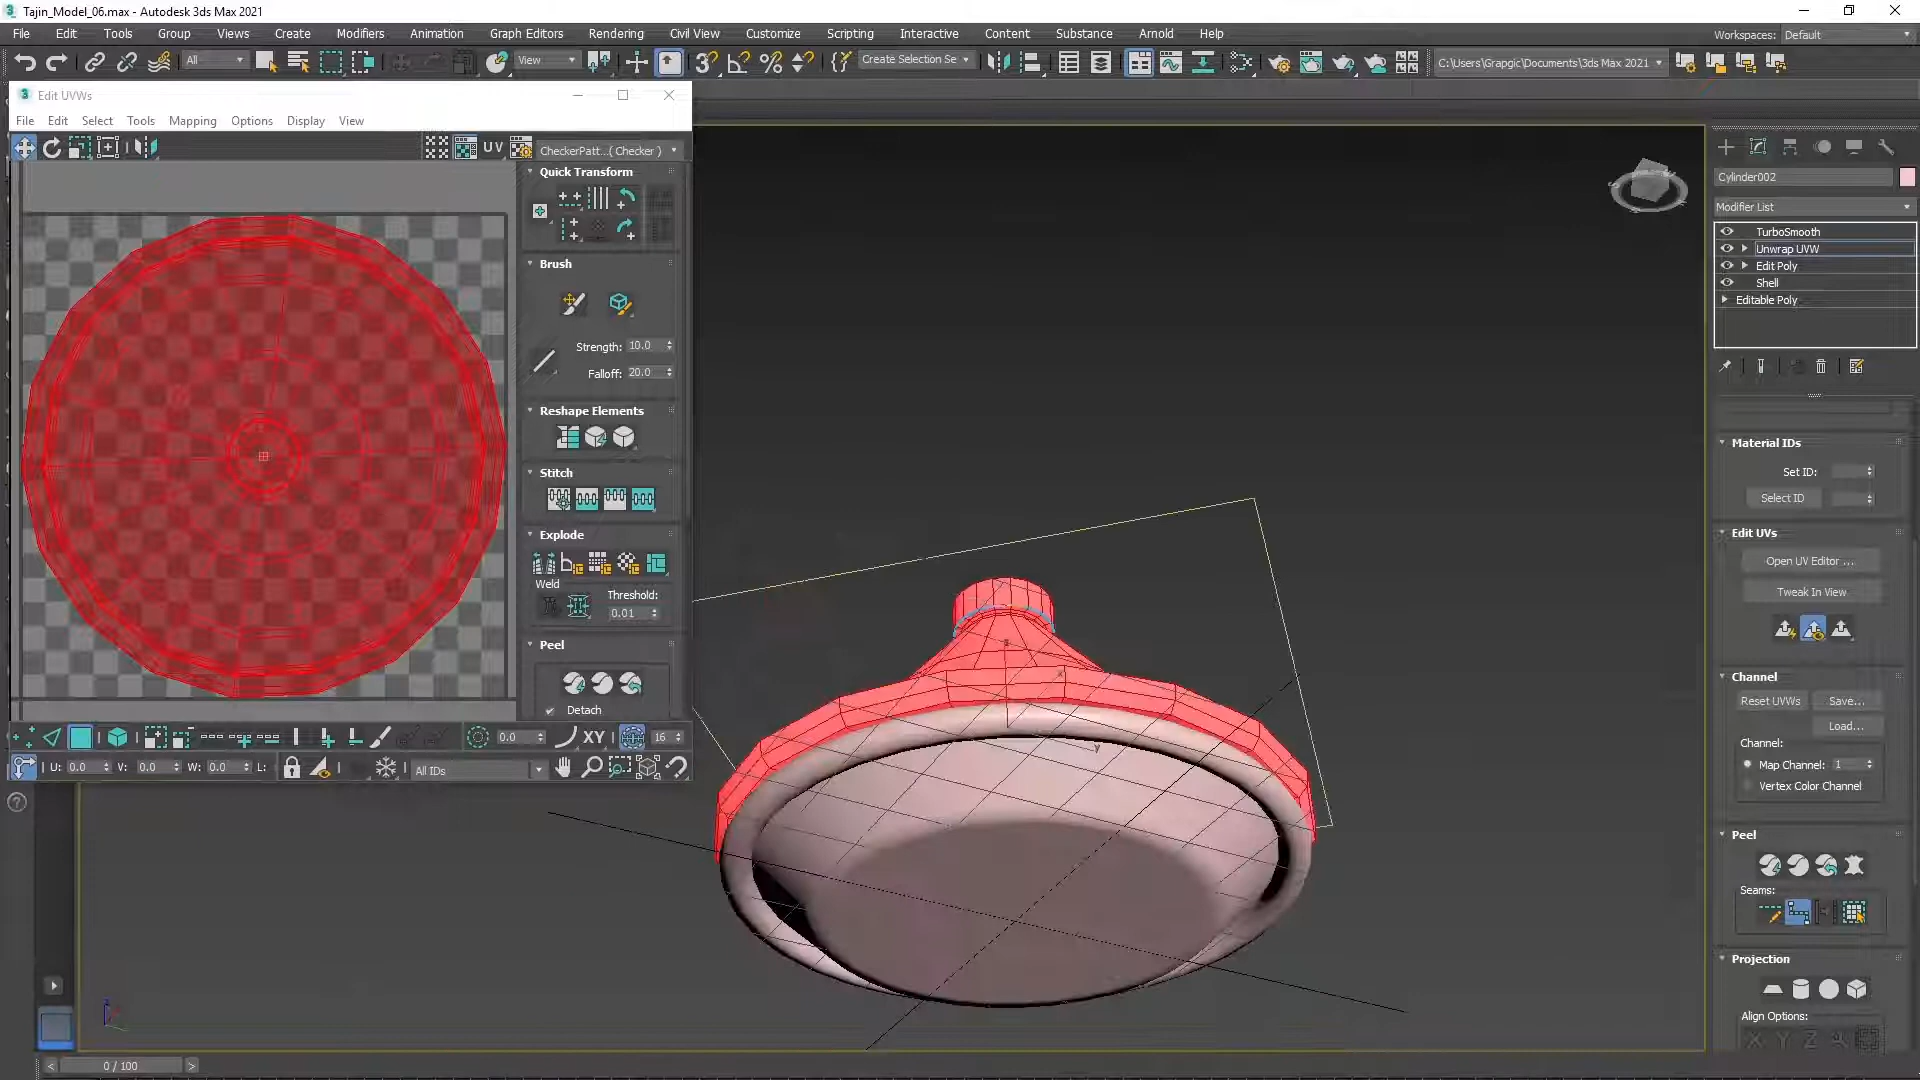 Tajin_Model_06.max - Autodesk 3ds Max 2021
File Edit Tools Group Views Create Modifiers Animation Graph Editors Rendering Civil View Customize Scripting Interactive Content Substance Arnold Help
Workspaces: Default
All View Create Selection Se C:\Users\Grapgic\Documents\3ds Max 2021
Edit UVWs
File Edit Select Tools Mapping Options Display View
UV CheckerPatt...( Checker )
Quick Transform
Brush
Strength: 10.0
Falloff: 20.0
Reshape Elements
Stitch
Explode
Weld
Threshold:
0.01
Peel
Detach
0.0 XY 16
U: 0.0 V: 0.0 W: 0.0 L: All IDs
Cylinder002
Modifier List
TurboSmooth
Unwrap UVW
Edit Poly
Shell
Editable Poly
Material IDs
Set ID:
Select ID
Edit UVs
Open UV Editor ...
Tweak In View
Channel
Reset UVWs Save...
Load...
Channel:
Map Channel: 1
Vertex Color Channel
Peel
Seams:
Projection
Align Options:
X Y Z
0 / 100